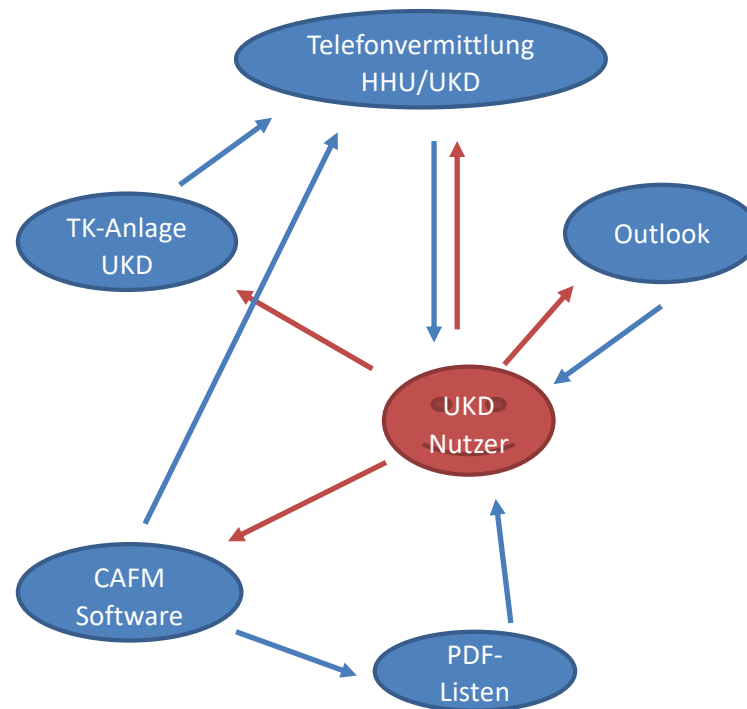 Telefonvermittlung
HHU/UKD
TK-Anlage
UKD
Outlook
UKD
Nutzer
CAFM
Software
PDF-
Listen